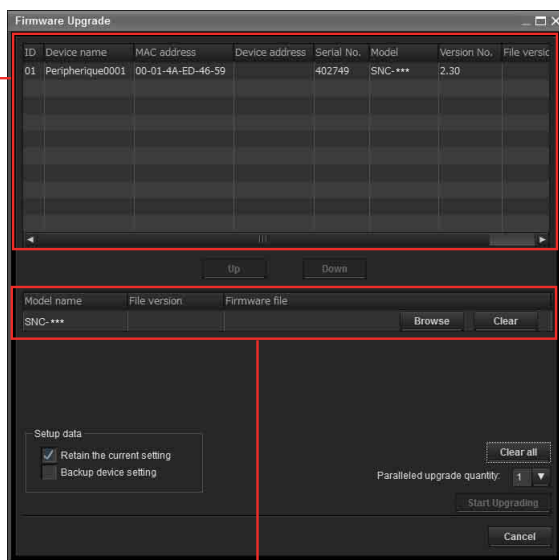 Firmware Upgrade
ID Device name MAC address Device address Serial No. Model Version No. File versic
01 Peripherique0001 00-01-4A-ED-46-59 402749 SNC-*** 2.30
Up Down
Model name File version Firmware file
SNC-*** Browse Clear
Setup data
Retain the current setting
Backup device setting
Clear all
Paralleled upgrade quantity: 1
Start Upgrading
Cancel